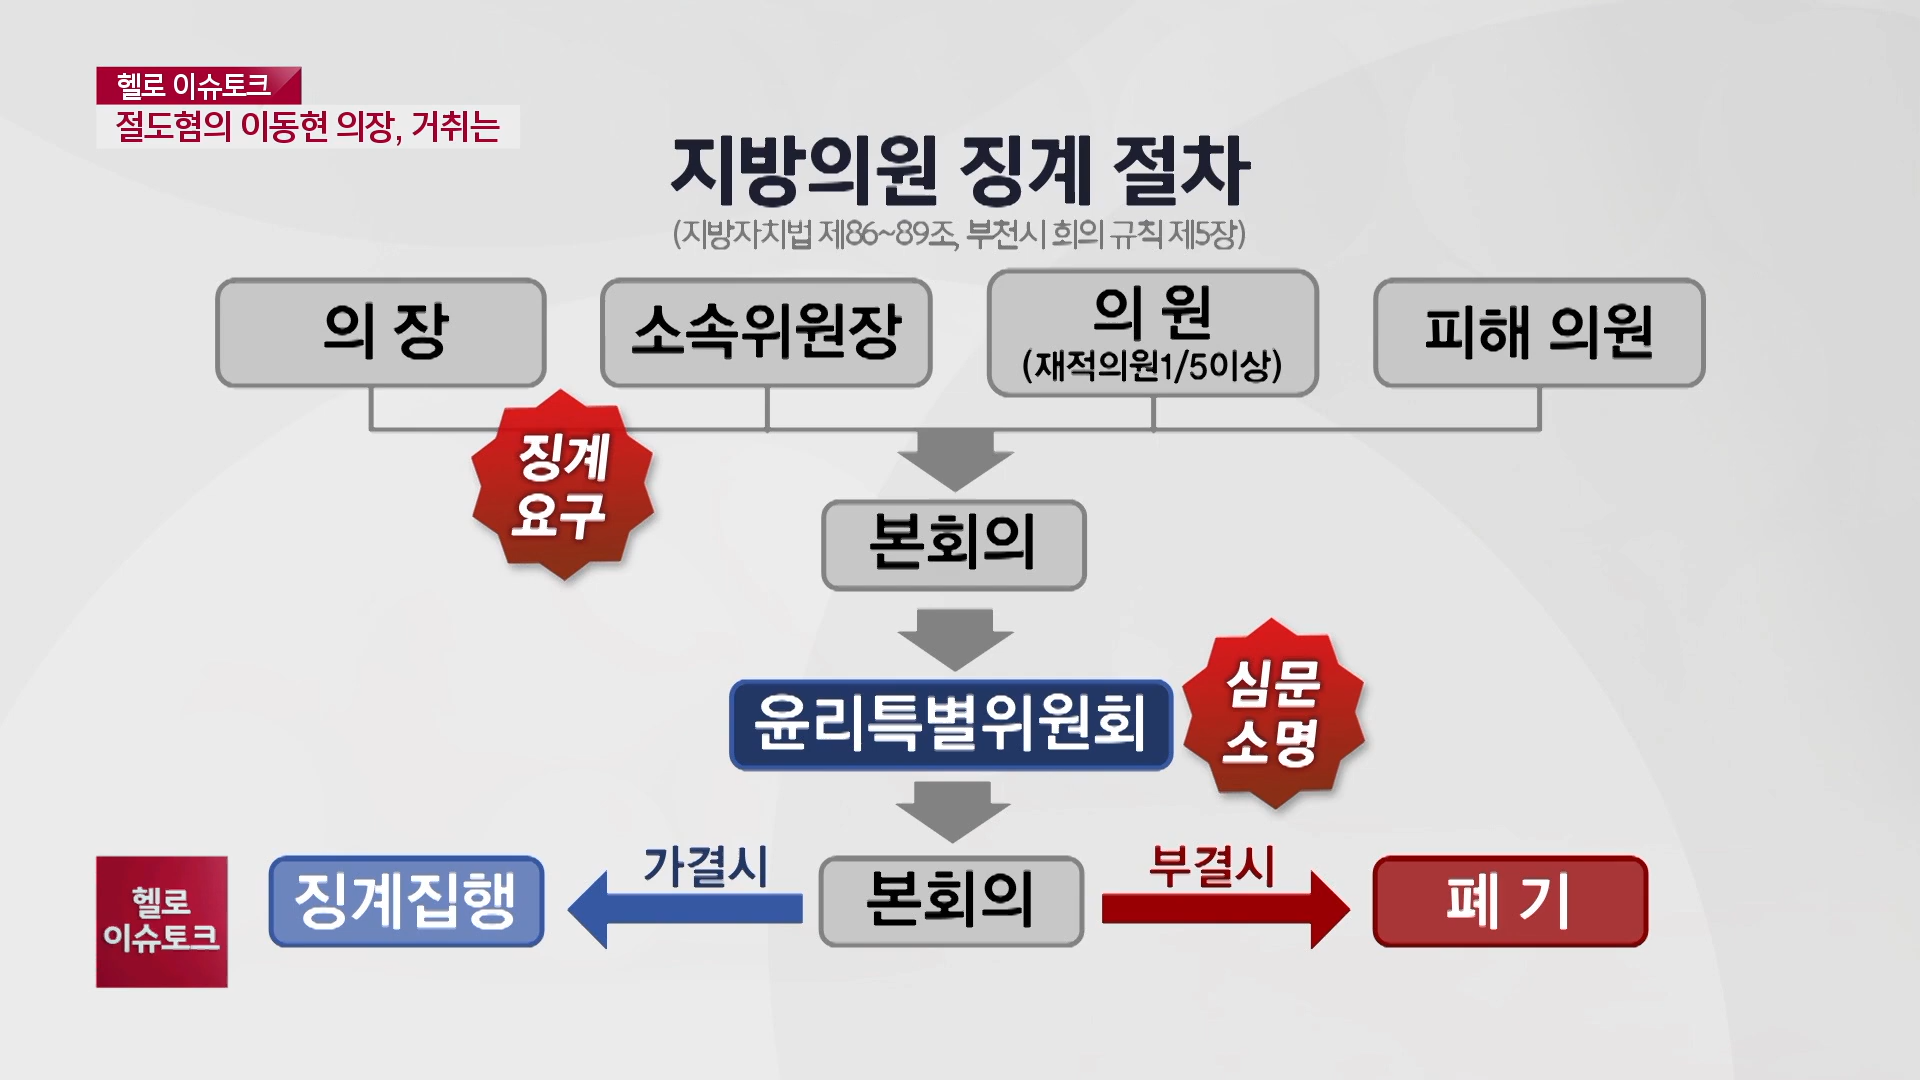 헬로 이슈토크
절도혐의 이동현 의장, 거취는
지방의원 징계 절차
(지방자치법 제86~89조, 부천시 회의 규칙 제5장)
의 장
소속위원장
의 원
(재적의원1/5이상)
피해 의원
징계
요구
본회의
윤리특별위원회
심문
소명
가결시
부결시
징계집행
본회의
폐 기
헬로
이슈토크